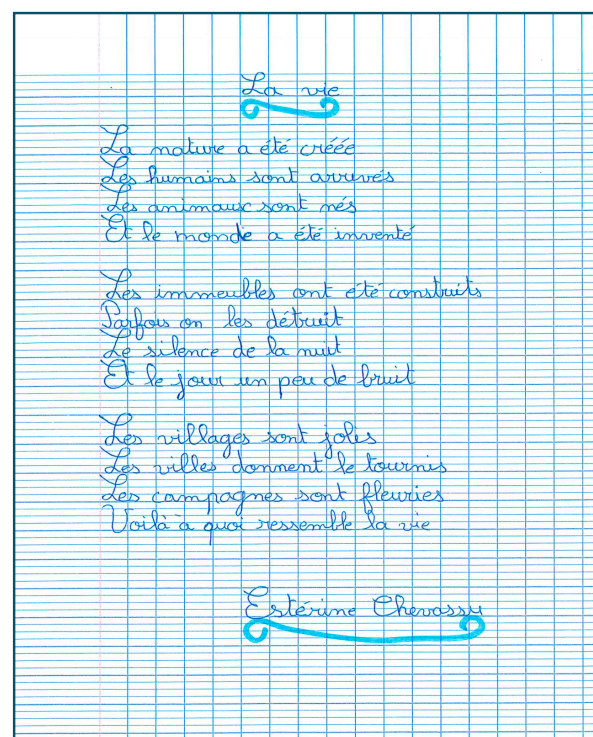 La vie
La nature a été créée
Les humains sont arrivés
Les animaux sont nés
Et le monde a été inventé
Les immeubles ont été construits
Parfois on les détruit
Le silence de la nuit
Et le jour un peu de bruit
Les villages sont jolis
Les villes donnent le tournis
Les campagnes sont fleuries
Voilà à quoi ressemble la vie
Estérine Chevassu